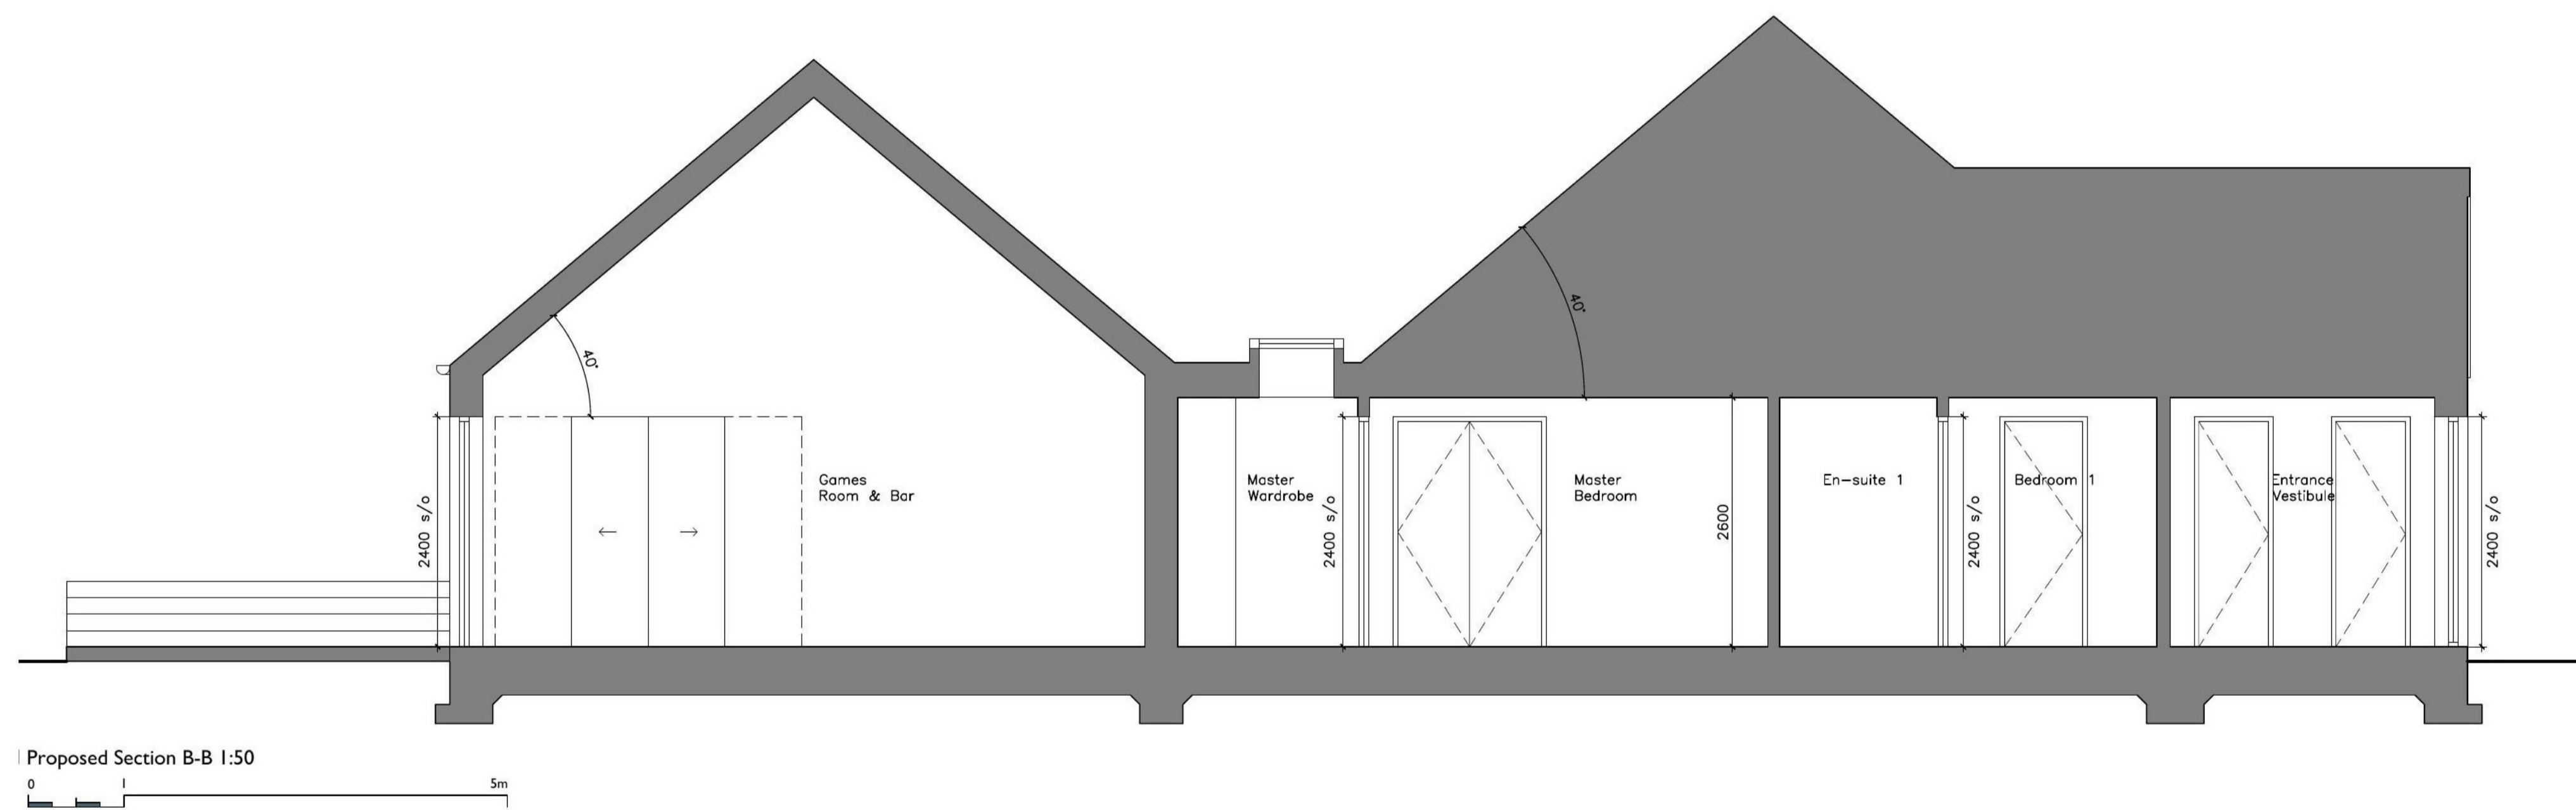 40°
40°
2400 s/o
Games
Room & Bar
Master
Wardrobe
2400 s/o
Master
Bedroom
2600
En-suite 1
2400 s/o
Bedroom 1
Entrance
Vestibule
2400 s/o
Proposed Section B-B 1:50
0 1 5m